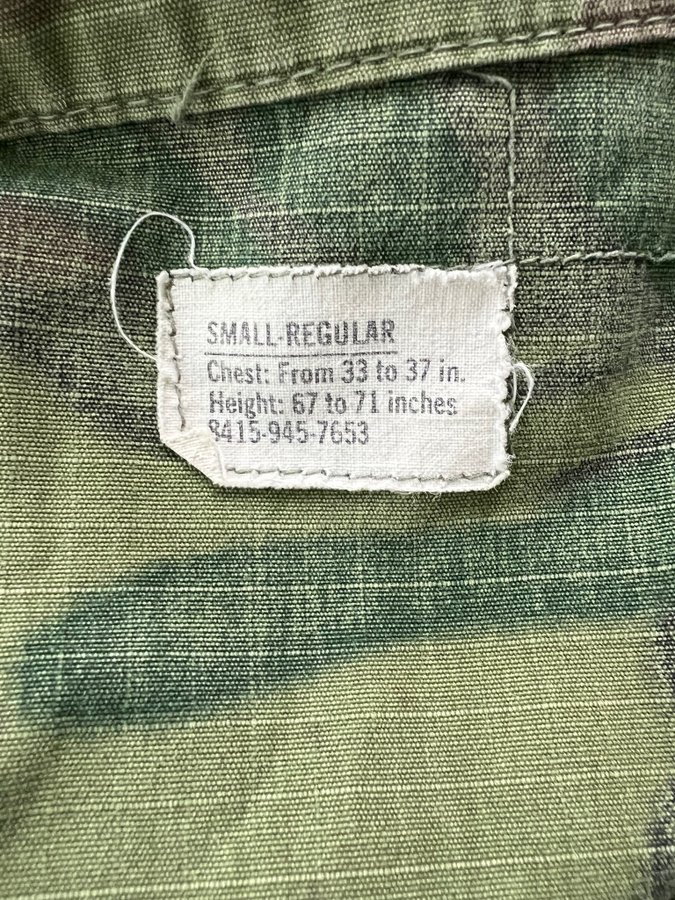 SMALL-REGULAR
Chest: From 33 to 37 in.
Height: 67 to 71 inches
8415-945-7653